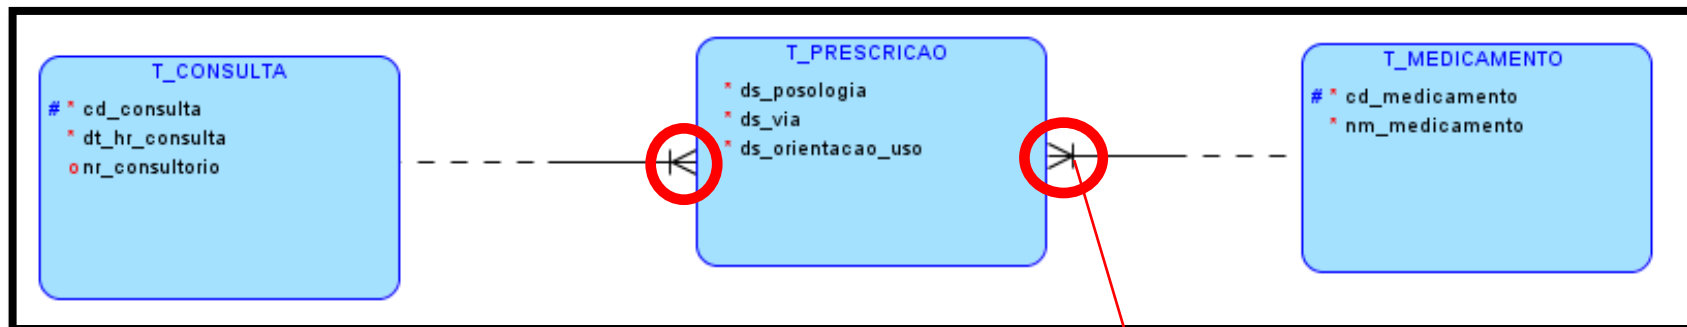 T_CONSULTA
# * cd_consulta
* dt_hr_consulta
o nr_consultorio
T_PRESCRICAO
* ds_posologia
* ds_via
* ds_orientacao_uso
T_MEDICAMENTO
# * cd_medicamento
* nm_medicamento